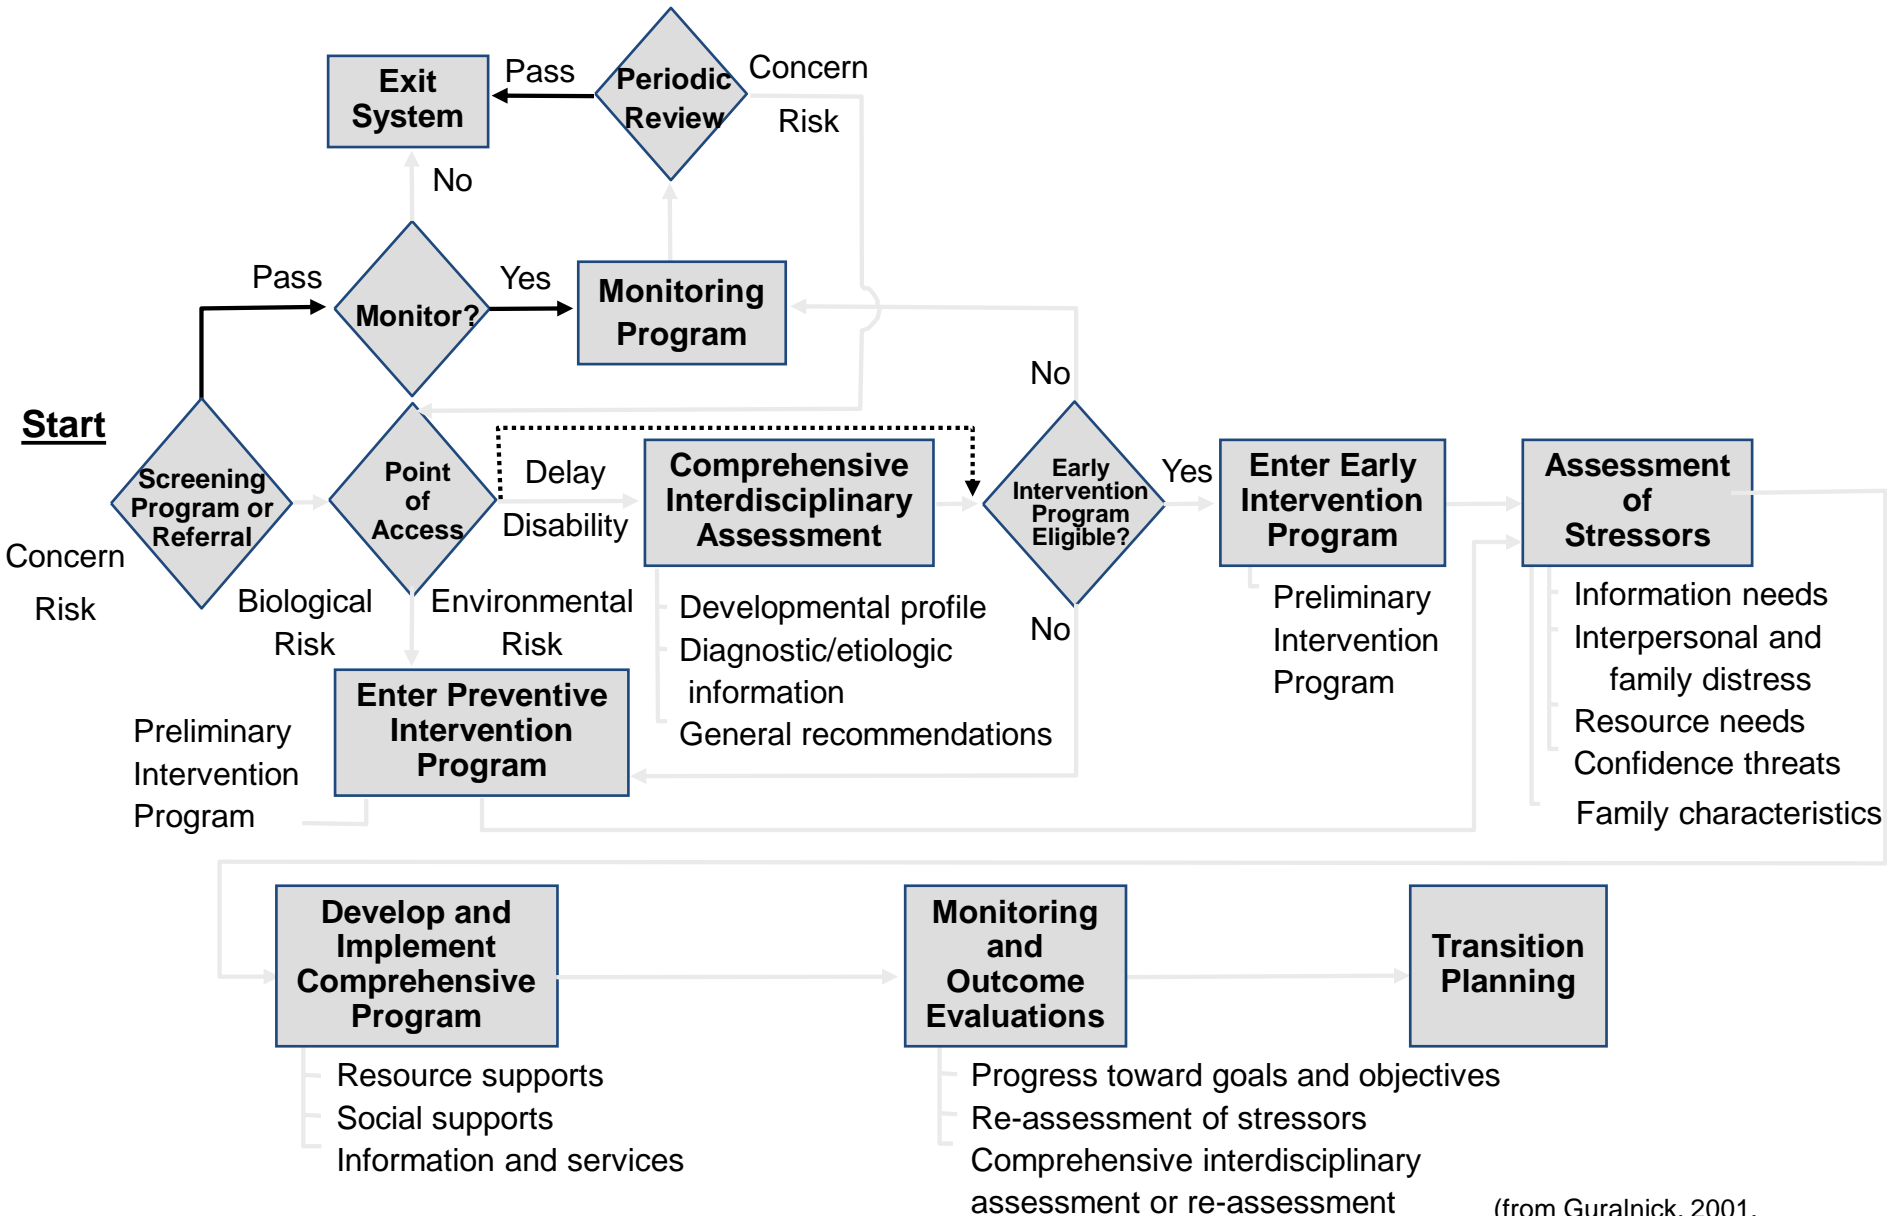 Exit
System
Pass
Periodic
Review
Concern
Risk
No
Pass
Monitor?
Yes
Monitoring
Program
No
Start
Screening
Program or
Referral
Concern
Risk
Point
of
Access
Delay
Disability
Comprehensive
Interdisciplinary
Assessment
Early
Intervention
Program
Eligible?
Yes
Enter Early
Intervention
Program
Assessment
of
Stressors
Biological
Risk
Environmental
Risk
Developmental profile
Diagnostic/etiologic
information
General recommendations
No
Preliminary
Intervention
Program
Information needs
Interpersonal and
family distress
Resource needs
Confidence threats
Family characteristics
Enter Preventive
Intervention
Program
Preliminary
Intervention
Program
Develop and
Implement
Comprehensive
Program
Monitoring
and
Outcome
Evaluations
Transition
Planning
Resource supports
Social supports
Information and services
Progress toward goals and objectives
Re-assessment of stressors
Comprehensive interdisciplinary
assessment or re-assessment
(from Guralnick, 2001,